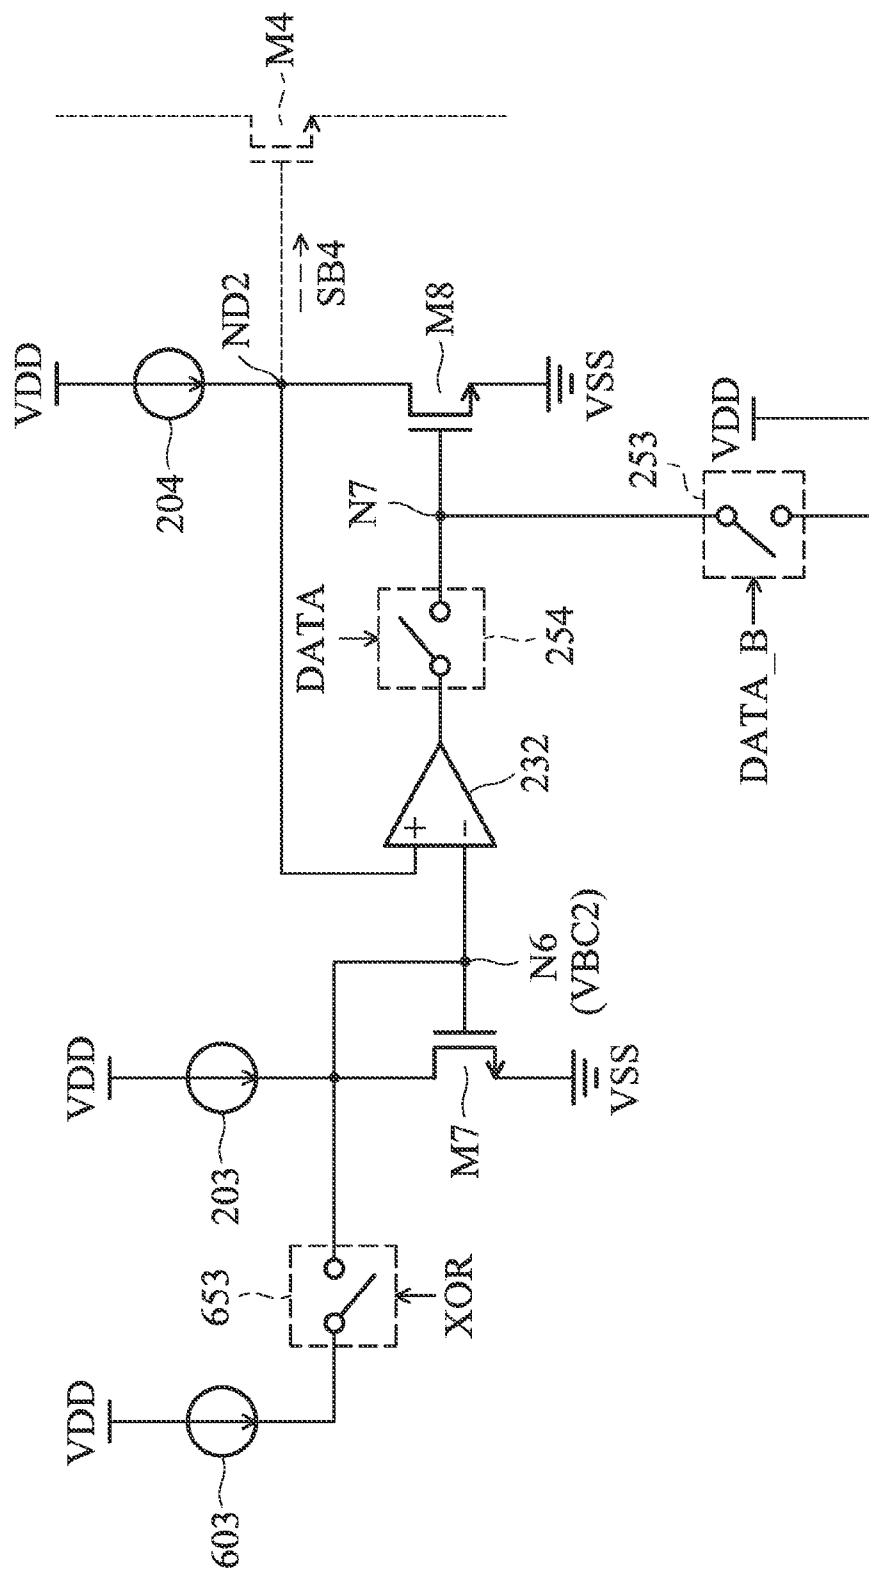 VDD
603
653
XOR
VDD
203
M7
VSS
N6
(VBC2)
232
DATA
254
N7
VDD
204
ND2
SB4
M4
M8
VSS
253
VDD
DATA_B